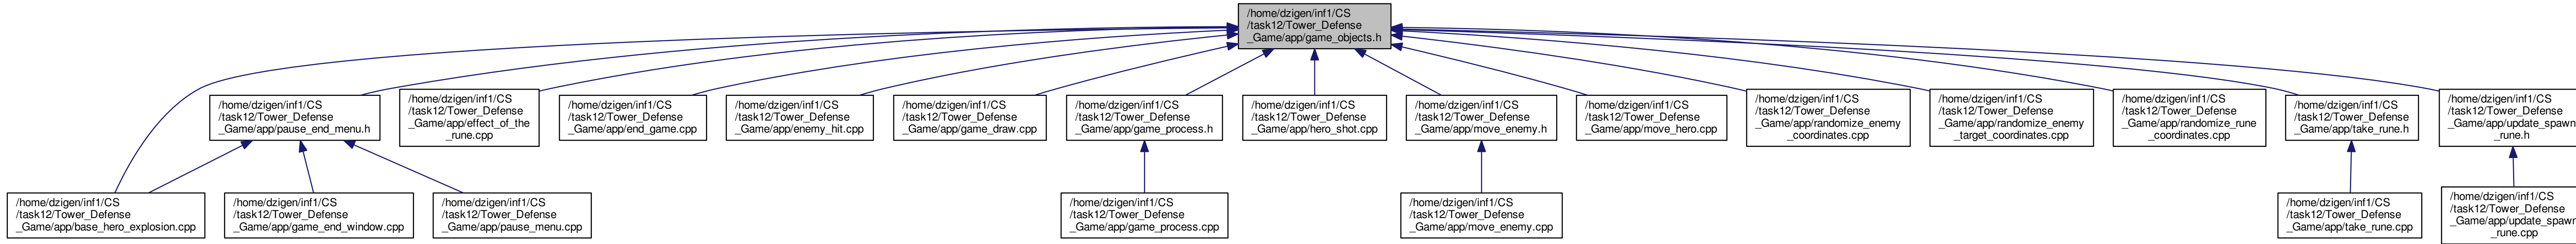 /home/dzigen/inf1/CS
/task12/Tower_Defense
_Game/app/game_objects.h
/home/dzigen/inf1/CS
/task12/Tower_Defense
_Game/app/pause_end_menu.h
/home/dzigen/inf1/CS
/task12/Tower_Defense
_Game/app/effect_of_the
_rune.cpp
/home/dzigen/inf1/CS
/task12/Tower_Defense
_Game/app/end_game.cpp
/home/dzigen/inf1/CS
/task12/Tower_Defense
_Game/app/enemy_hit.cpp
/home/dzigen/inf1/CS
/task12/Tower_Defense
_Game/app/game_draw.cpp
/home/dzigen/inf1/CS
/task12/Tower_Defense
_Game/app/game_process.h
/home/dzigen/inf1/CS
/task12/Tower_Defense
_Game/app/hero_shot.cpp
/home/dzigen/inf1/CS
/task12/Tower_Defense
_Game/app/move_enemy.h
/home/dzigen/inf1/CS
/task12/Tower_Defense
_Game/app/move_hero.cpp
/home/dzigen/inf1/CS
/task12/Tower_Defense
_Game/app/randomize_enemy
_coordinates.cpp
/home/dzigen/inf1/CS
/task12/Tower_Defense
_Game/app/randomize_enemy
_target_coordinates.cpp
/home/dzigen/inf1/CS
/task12/Tower_Defense
_Game/app/randomize_rune
_coordinates.cpp
/home/dzigen/inf1/CS
/task12/Tower_Defense
_Game/app/take_rune.h
/home/dzigen/inf1/CS
/task12/Tower_Defense
_Game/app/update_spawn
_rune.h
/home/dzigen/inf1/CS
/task12/Tower_Defense
_Game/app/base_hero_explosion.cpp
/home/dzigen/inf1/CS
/task12/Tower_Defense
_Game/app/game_end_window.cpp
/home/dzigen/inf1/CS
/task12/Tower_Defense
_Game/app/pause_menu.cpp
/home/dzigen/inf1/CS
/task12/Tower_Defense
_Game/app/game_process.cpp
/home/dzigen/inf1/CS
/task12/Tower_Defense
_Game/app/move_enemy.cpp
/home/dzigen/inf1/CS
/task12/Tower_Defense
_Game/app/take_rune.cpp
/home/dzigen/inf1/CS
/task12/Tower_Defense
_Game/app/update_spawn
_rune.cpp